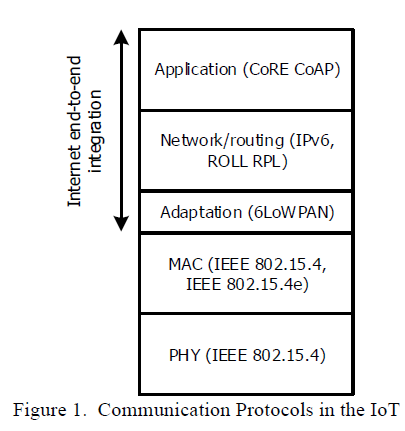 Internet end-to-end
integration
Application (CoRE CoAP)
Network/routing (IPv6,
ROLL RPL)
Adaptation (6LoWPAN)
MAC (IEEE 802.15.4,
IEEE 802.15.4e)
PHY (IEEE 802.15.4)
Figure 1. Communication Protocols in the IoT